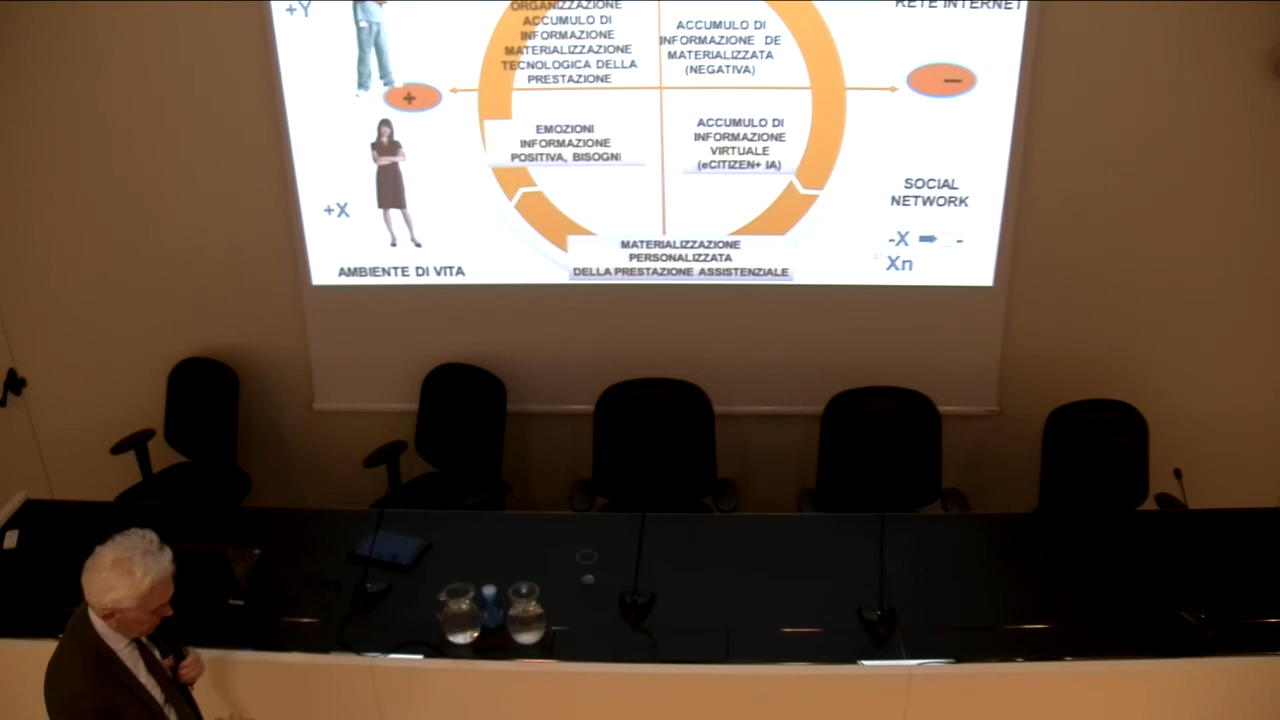 +Y
ORGANIZZAZIONE
ACCUMULO DI
INFORMAZIONE
MATERIALIZZAZIONE
TECNOLOGICA DELLA
PRESTAZIONE
ACCUMULO DI
INFORMAZIONE DE
MATERIALIZZATA
(NEGATIVA)
RETE INTERNET
+
−
EMOZIONI
INFORMAZIONE
POSITIVA, BISOGNI
ACCUMULO DI
INFORMAZIONE
VIRTUALE
(eCITIZEN+ IA)
+X
SOCIAL
NETWORK
-X ➡ -
Xn
MATERIALIZZAZIONE
PERSONALIZZATA
DELLA PRESTAZIONE ASSISTENZIALE
AMBIENTE DI VITA